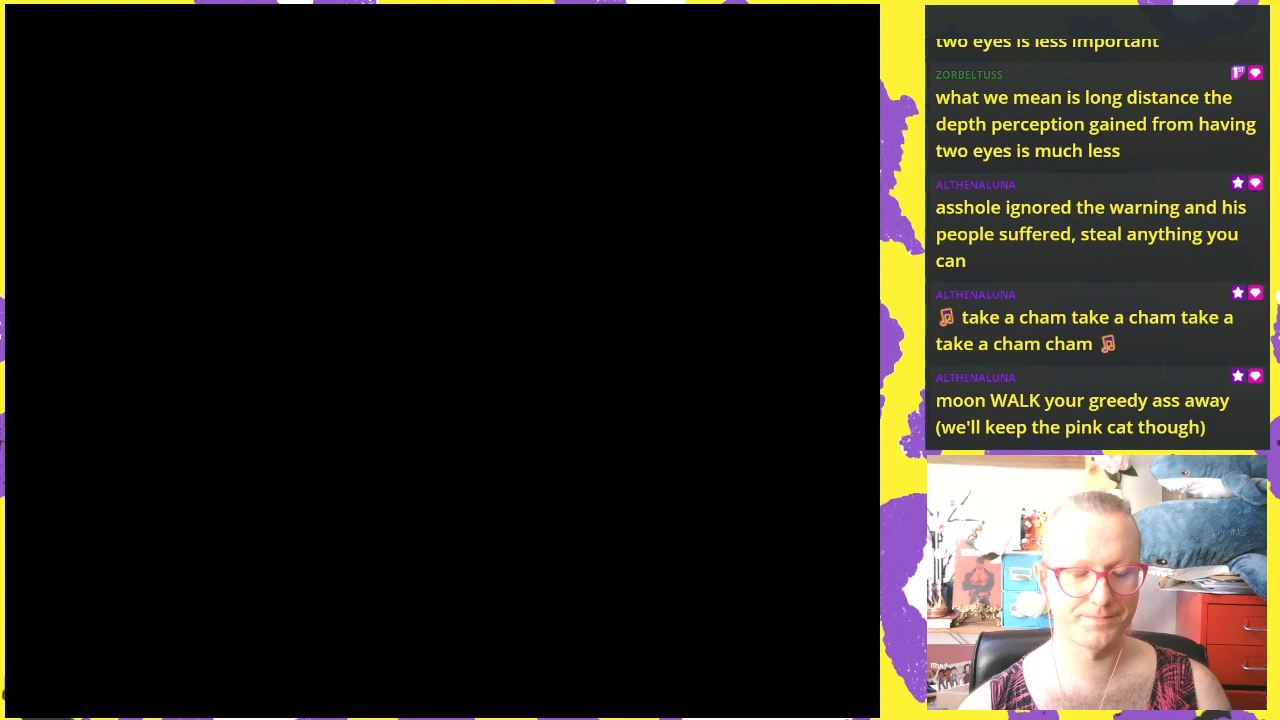 two eyes is less important
ZORBELTUSS
what we mean is long distance the
depth perception gained from having
two eyes is much less
ALTHENALUNA
asshole ignored the warning and his
people suffered, steal anything you
can
ALTHENALUNA
take a cham take a cham take a
take a cham cham
ALTHENALUNA
moon WALK your greedy ass away
(we'll keep the pink cat though)